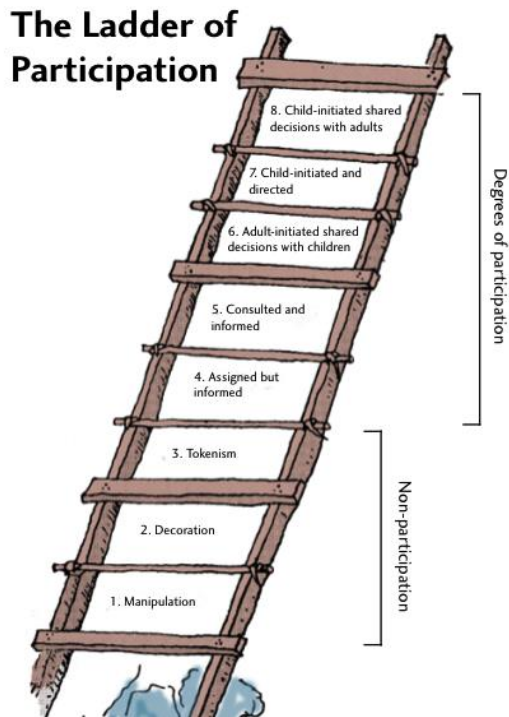 The Ladder of
Participation
8. Child-initiated shared
decisions with adults
7. Child-initiated and
directed
6. Adult-initiated shared
decisions with children
5. Consulted and
informed
4. Assigned but
informed
3. Tokenism
2. Decoration
1. Manipulation
Degrees of participation
Non-participation